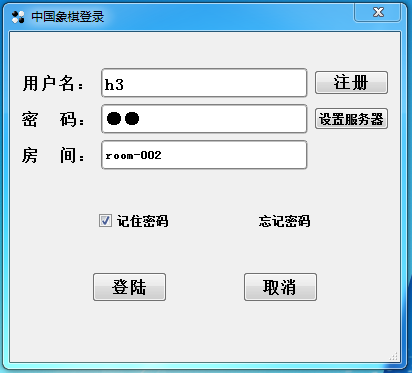 中国象棋登录
用户名： h3 注册
密 码： ●● 设置服务器
房 间： room-002
记住密码 忘记密码
登陆 取消